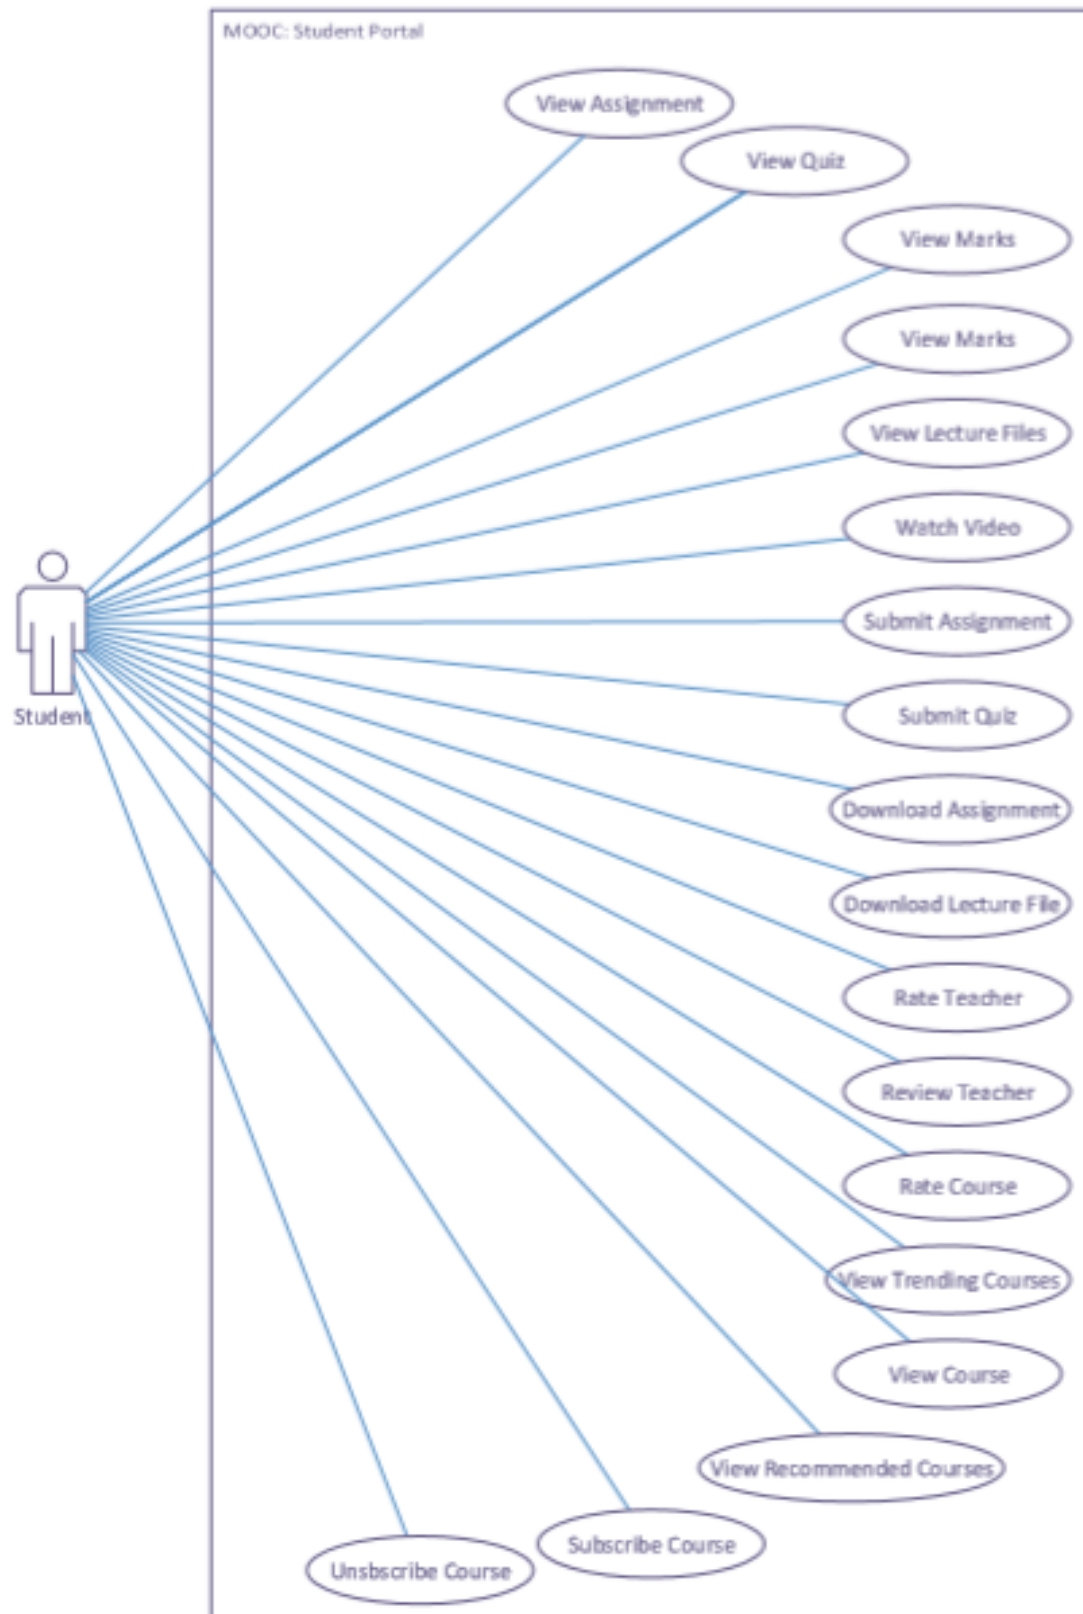 MOOC: Student Portal
View Assignment
View Quiz
View Marks
View Marks
View Lecture Files
Watch Video
Submit Assignment
Student
Submit Quiz
Download Assignment
Download Lecture File
Rate Teacher
Review Teacher
Rate Course
View Trending Courses
View Course
View Recommended Courses
Subscribe Course
Unsbscribe Course